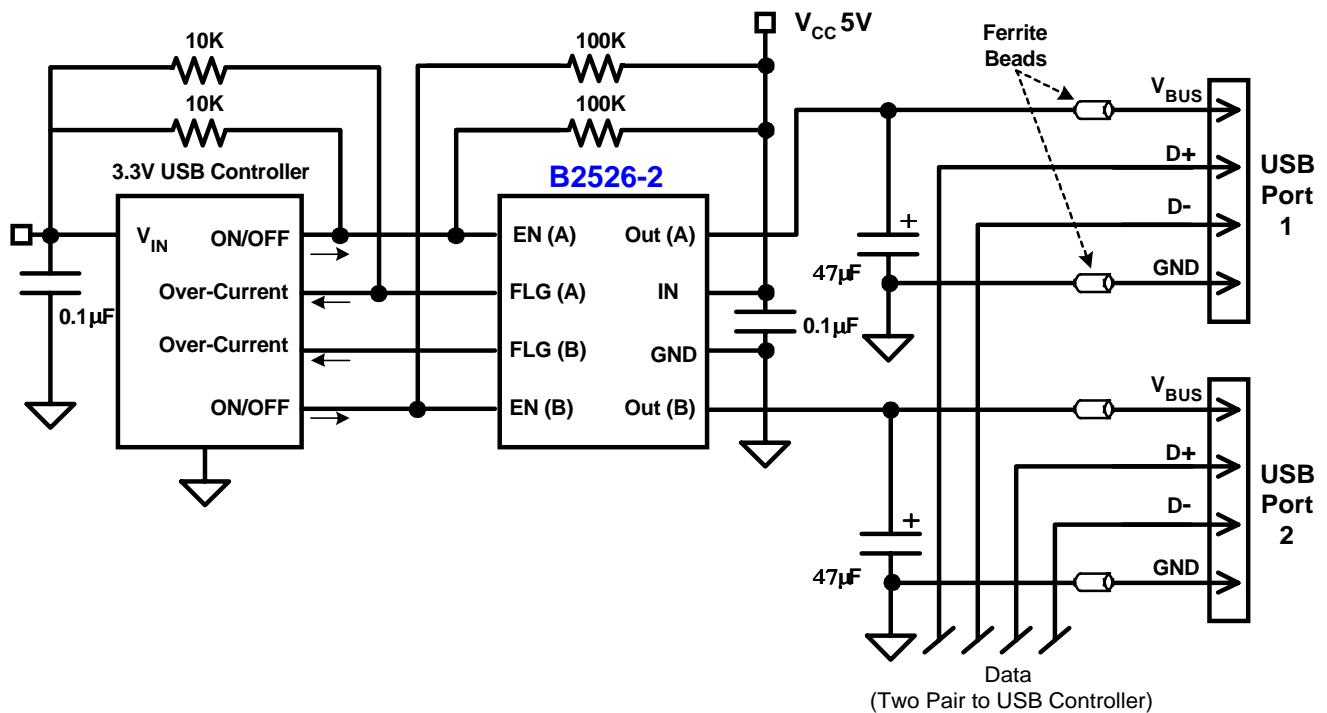 10K
10K
3.3V USB Controller
V_IN
ON/OFF
Over-Current
Over-Current
ON/OFF
0.1μF
100K
100K
V_CC 5V
B2526-2
EN (A)
FLG (A)
FLG (B)
EN (B)
Out (A)
IN
GND
Out (B)
0.1μF
47μF
+
47μF
+
Ferrite
Beads
V_BUS
D+
D-
GND
USB
Port
1
V_BUS
D+
D-
GND
USB
Port
2
Data
(Two Pair to USB Controller)